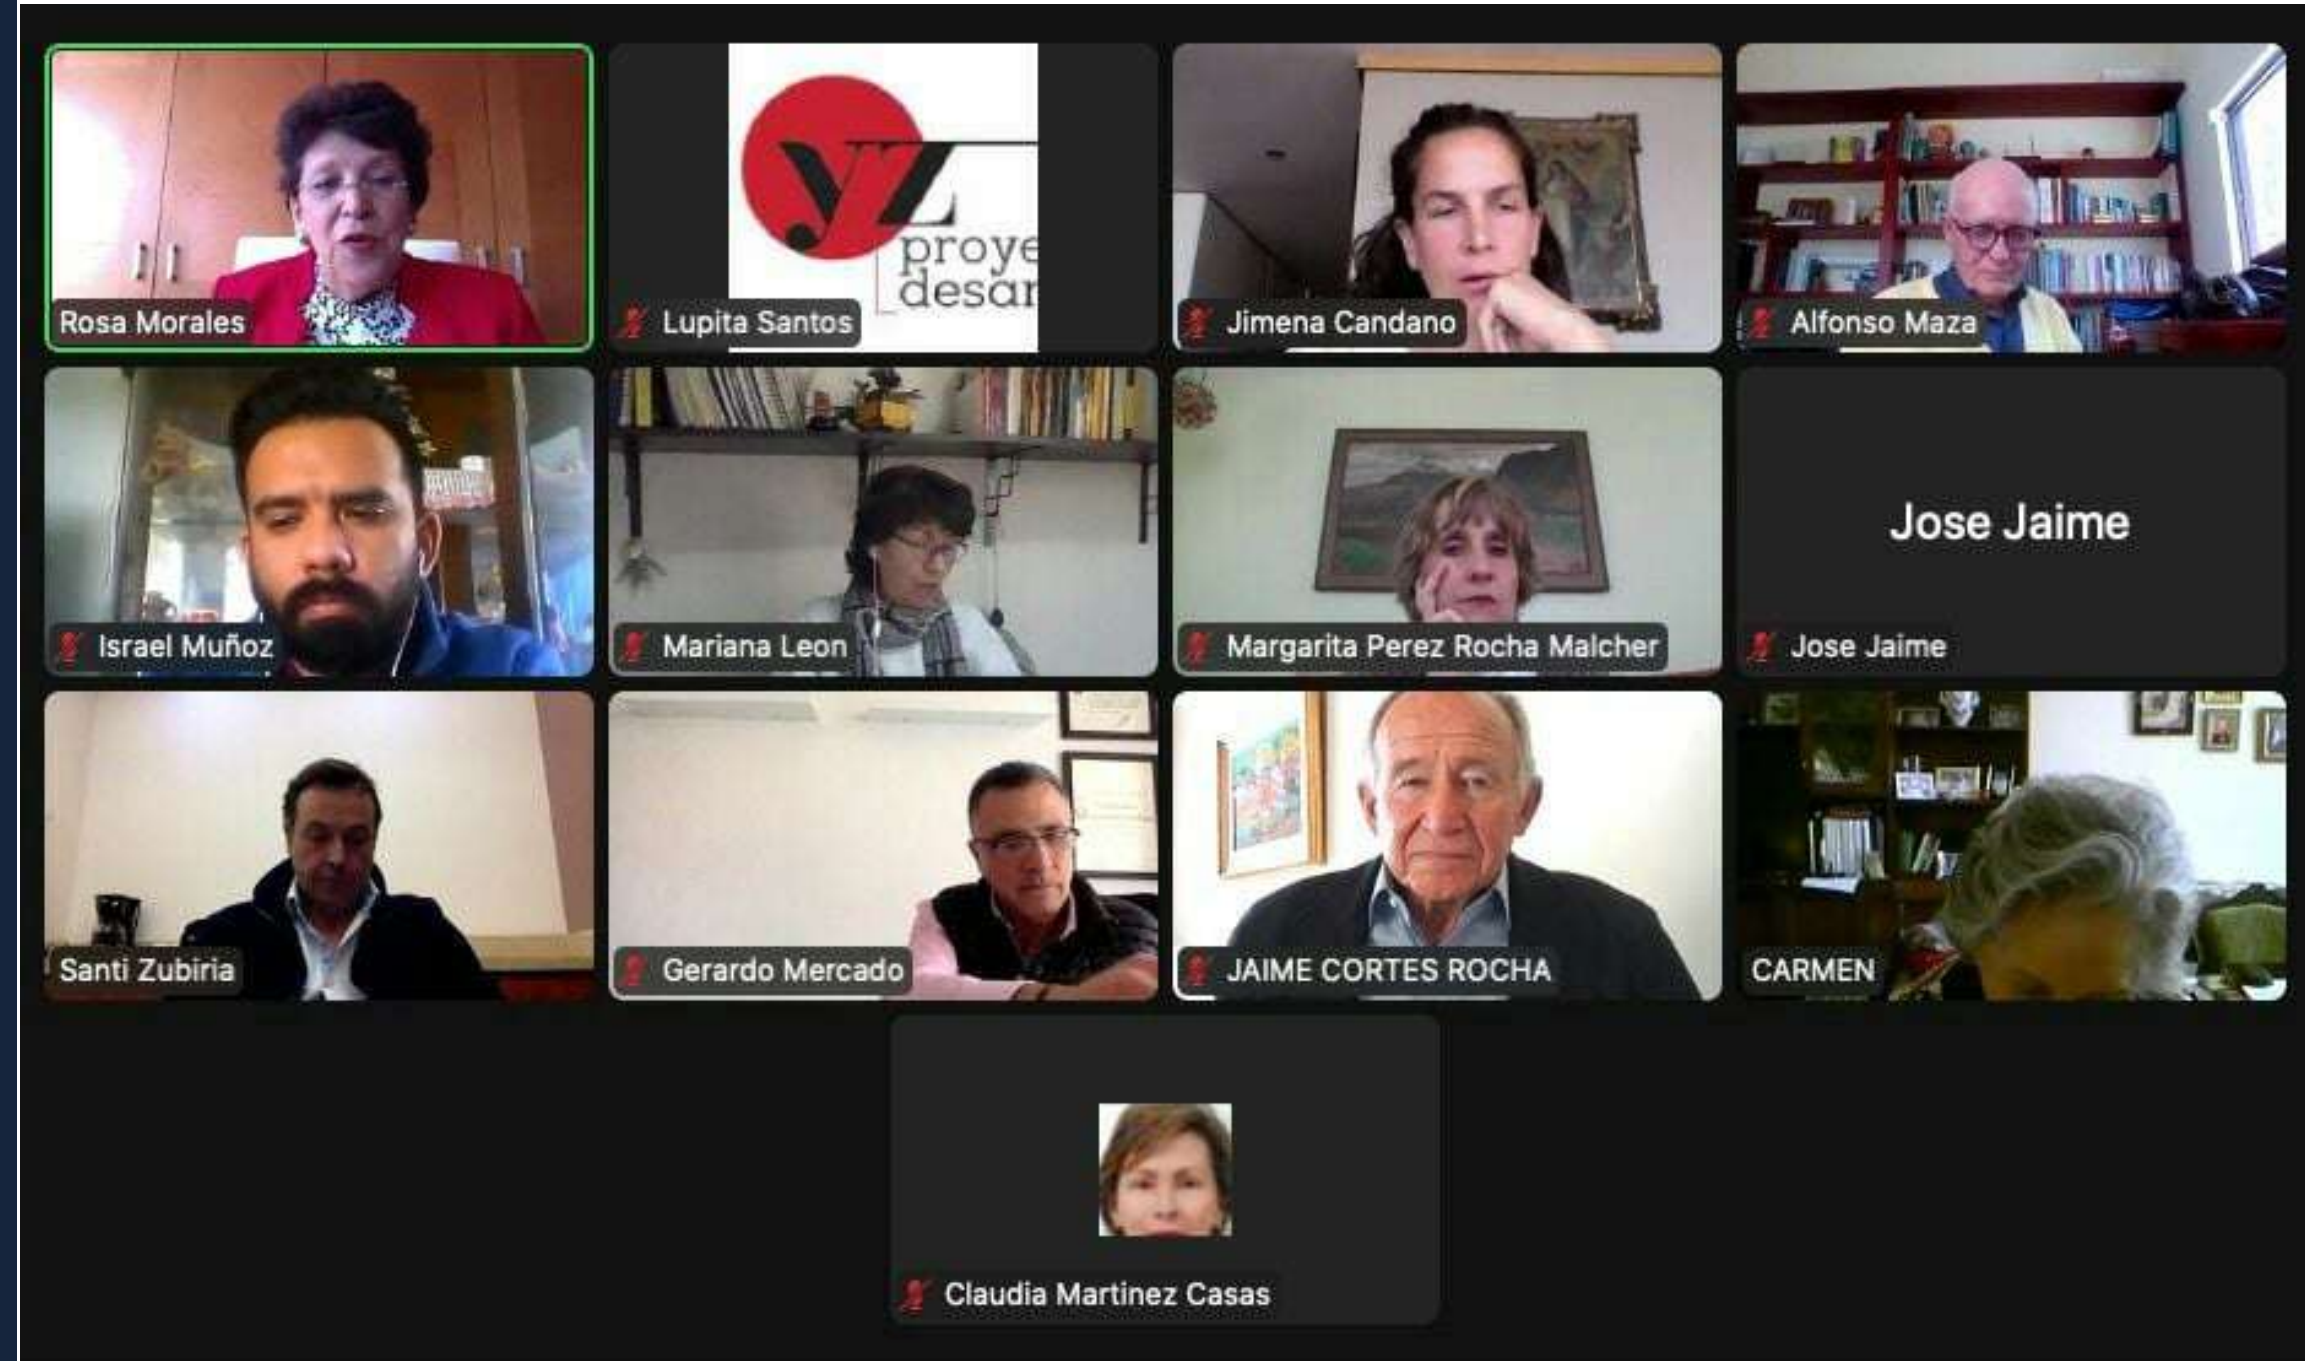 Rosa Morales
yz
proye
desar
Lupita Santos
Jimena Candano
Alfonso Maza
Israel Muñoz
Mariana Leon
Margarita Perez Rocha Malcher
Jose Jaime
Jose Jaime
Santi Zubiria
Gerardo Mercado
JAIME CORTES ROCHA
CARMEN
Claudia Martinez Casas